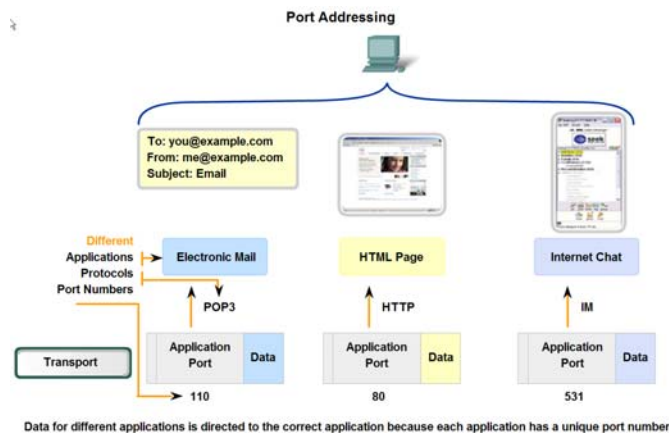 Port Addressing
To: you@example.com
From: me@example.com
Subject: Email
Different
Applications
Protocols
Port Numbers
Electronic Mail
HTML Page
Internet Chat
POP3
HTTP
IM
Transport
Application
Port
Data
Application
Port
Data
Application
Port
Data
110
80
531
Data for different applications is directed to the correct application because each application has a unique port number